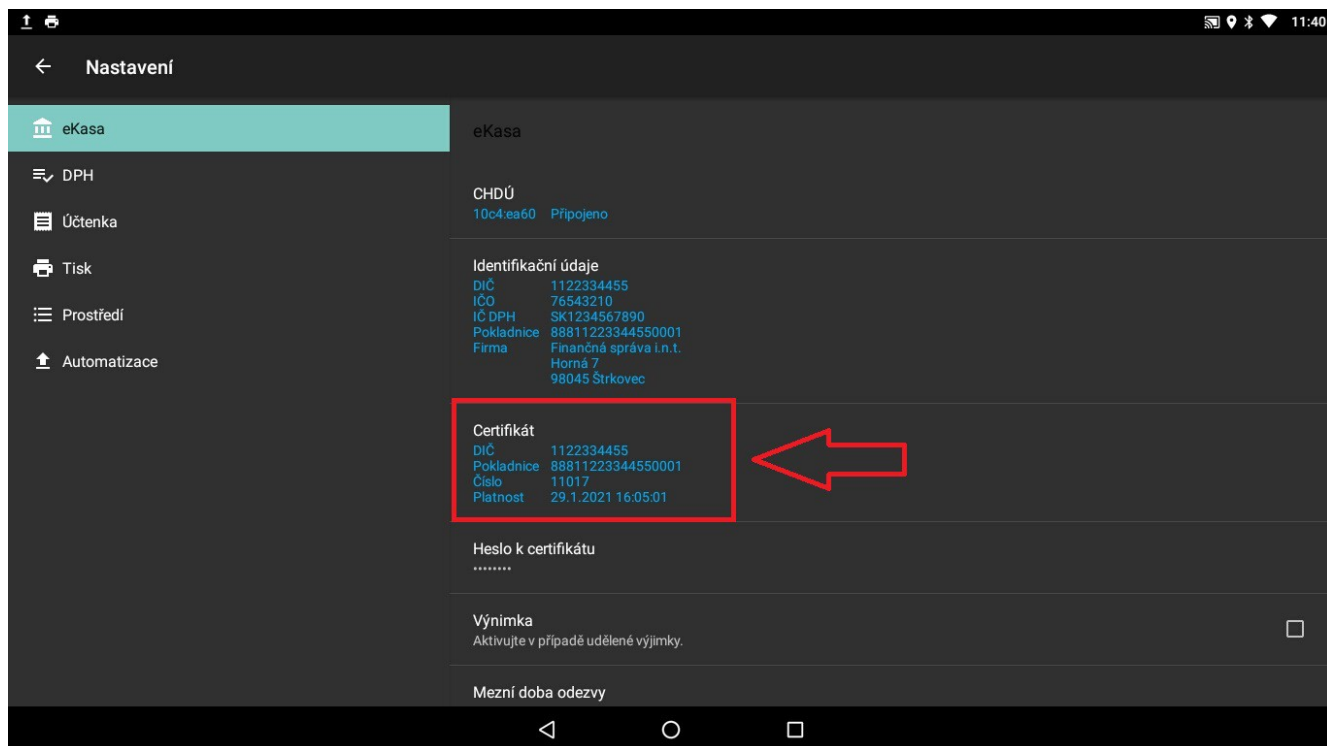 11:40
Nastavení
eKasa
DPH
Účtenka
Tisk
Prostředí
Automatizace
eKasa
CHDÚ
10c4:ea60 Připojeno
Identifikační údaje
DIČ 1122334455
IČO 76543210
IČ DPH SK1234567890
Pokladnice 88811223344550001
Firma Finančná správa i.n.t.
Horná 7
98045 Štrkovec
Certifikát
DIČ 1122334455
Pokladnice 88811223344550001
Číslo 11017
Platnost 29.1.2021 16:05:01
Heslo k certifikátu
........
Výnimka
Aktivujte v případě udělené výjimky.
Mezní doba odezvy